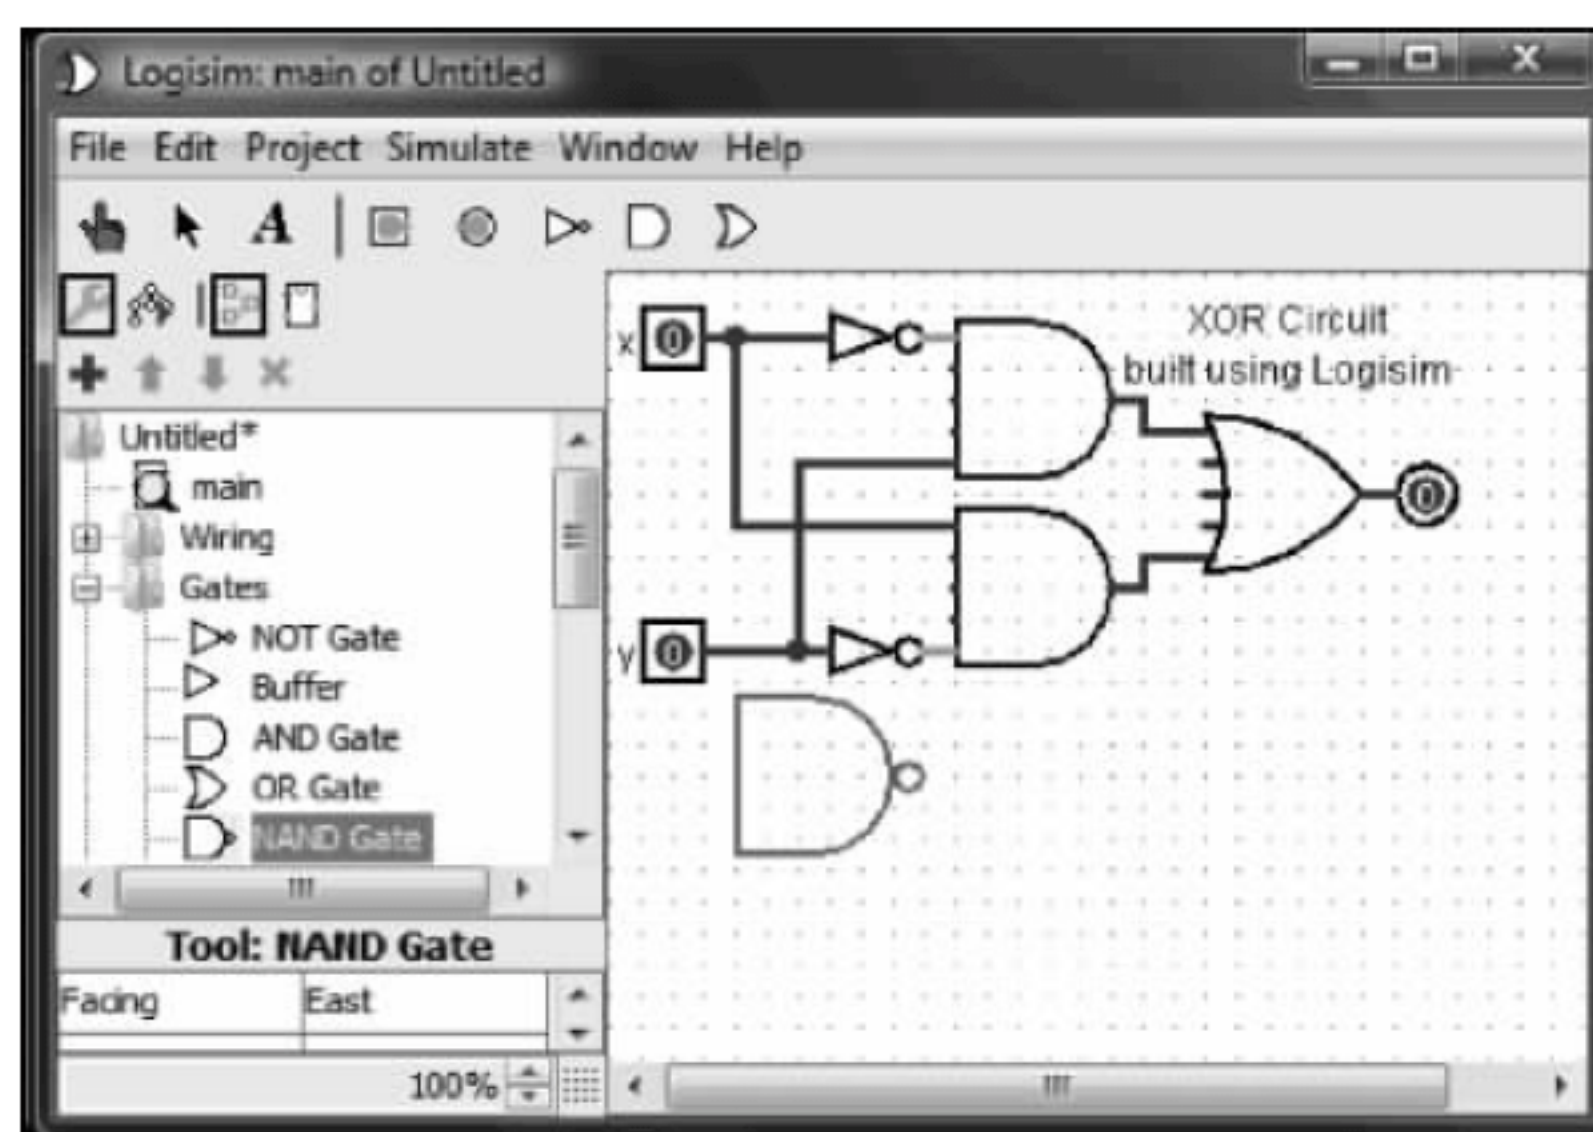 Logisim: main of Untitled
File Edit Project Simulate Window Help
A
x 0
XOR Circuit
built using Logisim
0
y 0
Untitled*
main
Wiring
Gates
NOT Gate
Buffer
AND Gate
OR Gate
NAND Gate
Tool: NAND Gate
Facing East
100%